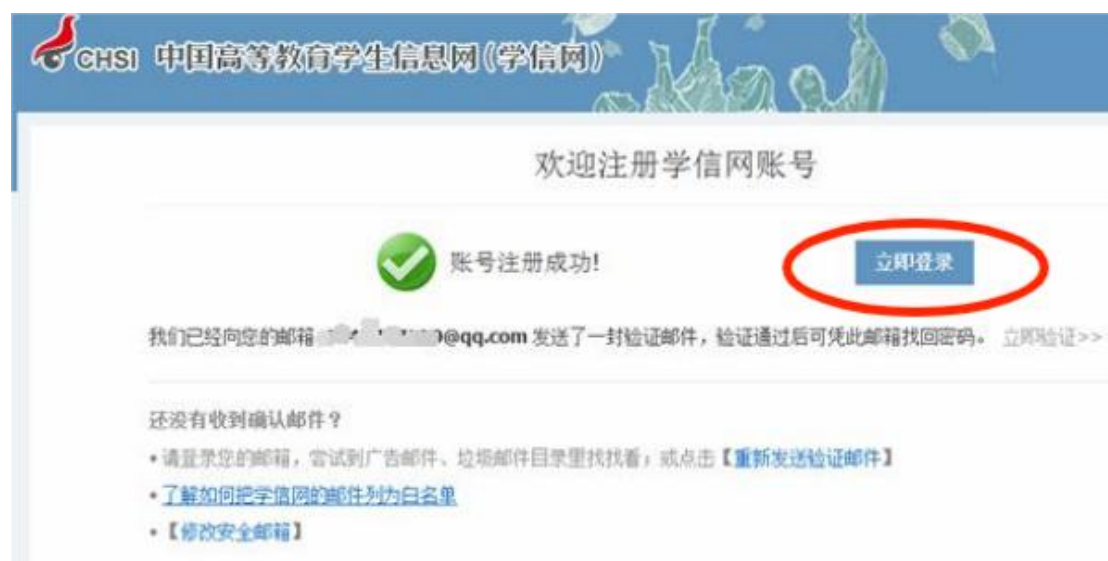 CHSI 中国高等教育学生信息网(学信网)
欢迎注册学信网账号
账号注册成功!
立即登录
我们已经向您的邮箱 9@qq.com 发送了一封验证邮件,验证通过后可凭此邮箱找回密码。 立即验证>>
还没有收到确认邮件?
•请登录您的邮箱,尝试到广告邮件、垃圾邮件目录里找找看;或点击【重新发送验证邮件】
•了解如何把学信网的邮件列为白名单
•【修改安全邮箱】